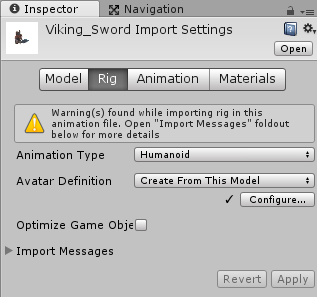 Inspector
Navigation
Viking_Sword Import Settings
Open
Model
Rig
Animation
Materials
Warning(s) found while importing rig in this
animation file. Open "Import Messages" foldout
below for more details
Animation Type
Humanoid
Avatar Definition
Create From This Model
Configure...
Optimize Game Obje
Import Messages
Revert
Apply